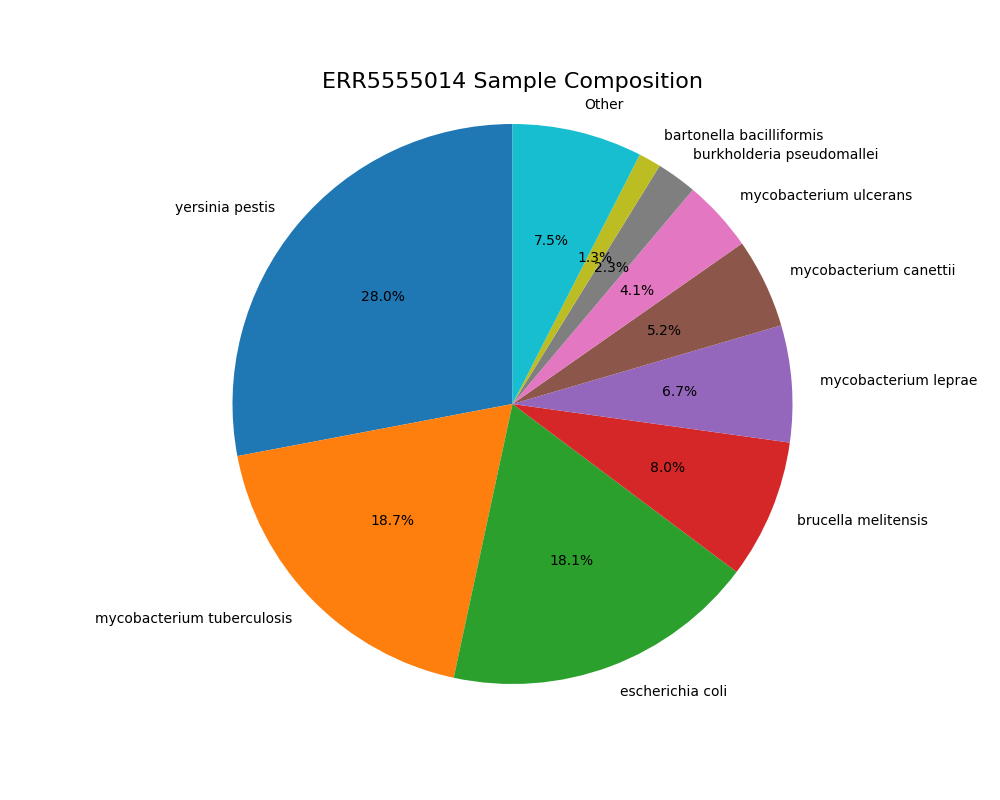 ERR5555014 Sample Composition
Other
bartonella bacilliformis
burkholderia pseudomallei
mycobacterium ulcerans
yersinia pestis
mycobacterium canettii
mycobacterium leprae
brucella melitensis
mycobacterium tuberculosis
escherichia coli
7.5%
1.3%
2.3%
4.1%
28.0%
5.2%
6.7%
8.0%
18.7%
18.1%